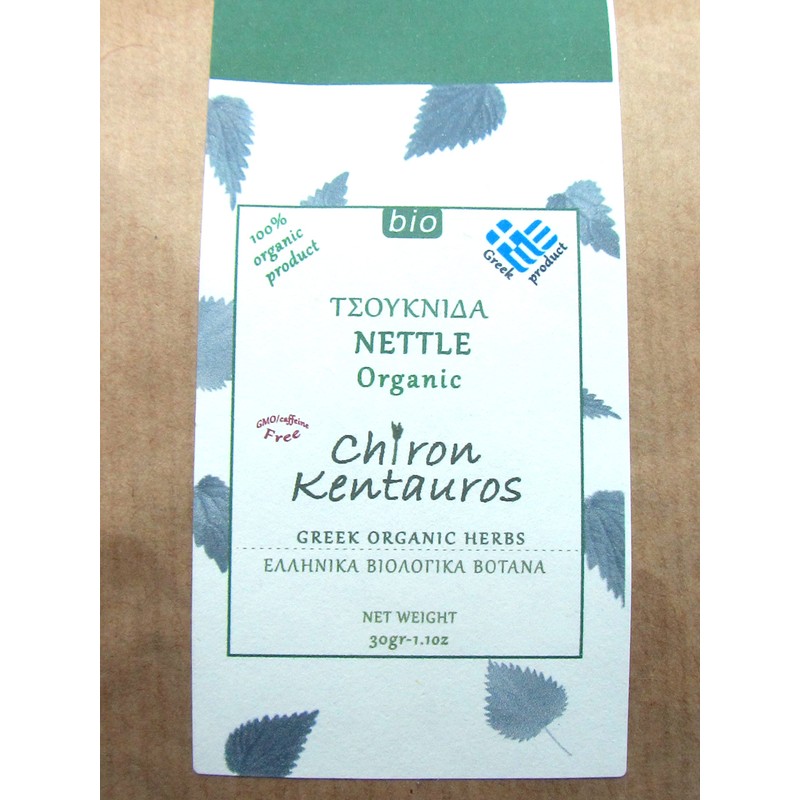 bio
100%
organic
product
Greek
product
ΤΣΟΥΚΝΙΔΑ
NETTLE
Organic
GMO/caffeine
Free
Chiron
Kentauros
GREEK ORGANIC HERBS
ΕΛΛΗΝΙΚΑ ΒΙΟΛΟΓΙΚΑ ΒΟΤΑΝΑ
NET WEIGHT
30gr-1.1oz